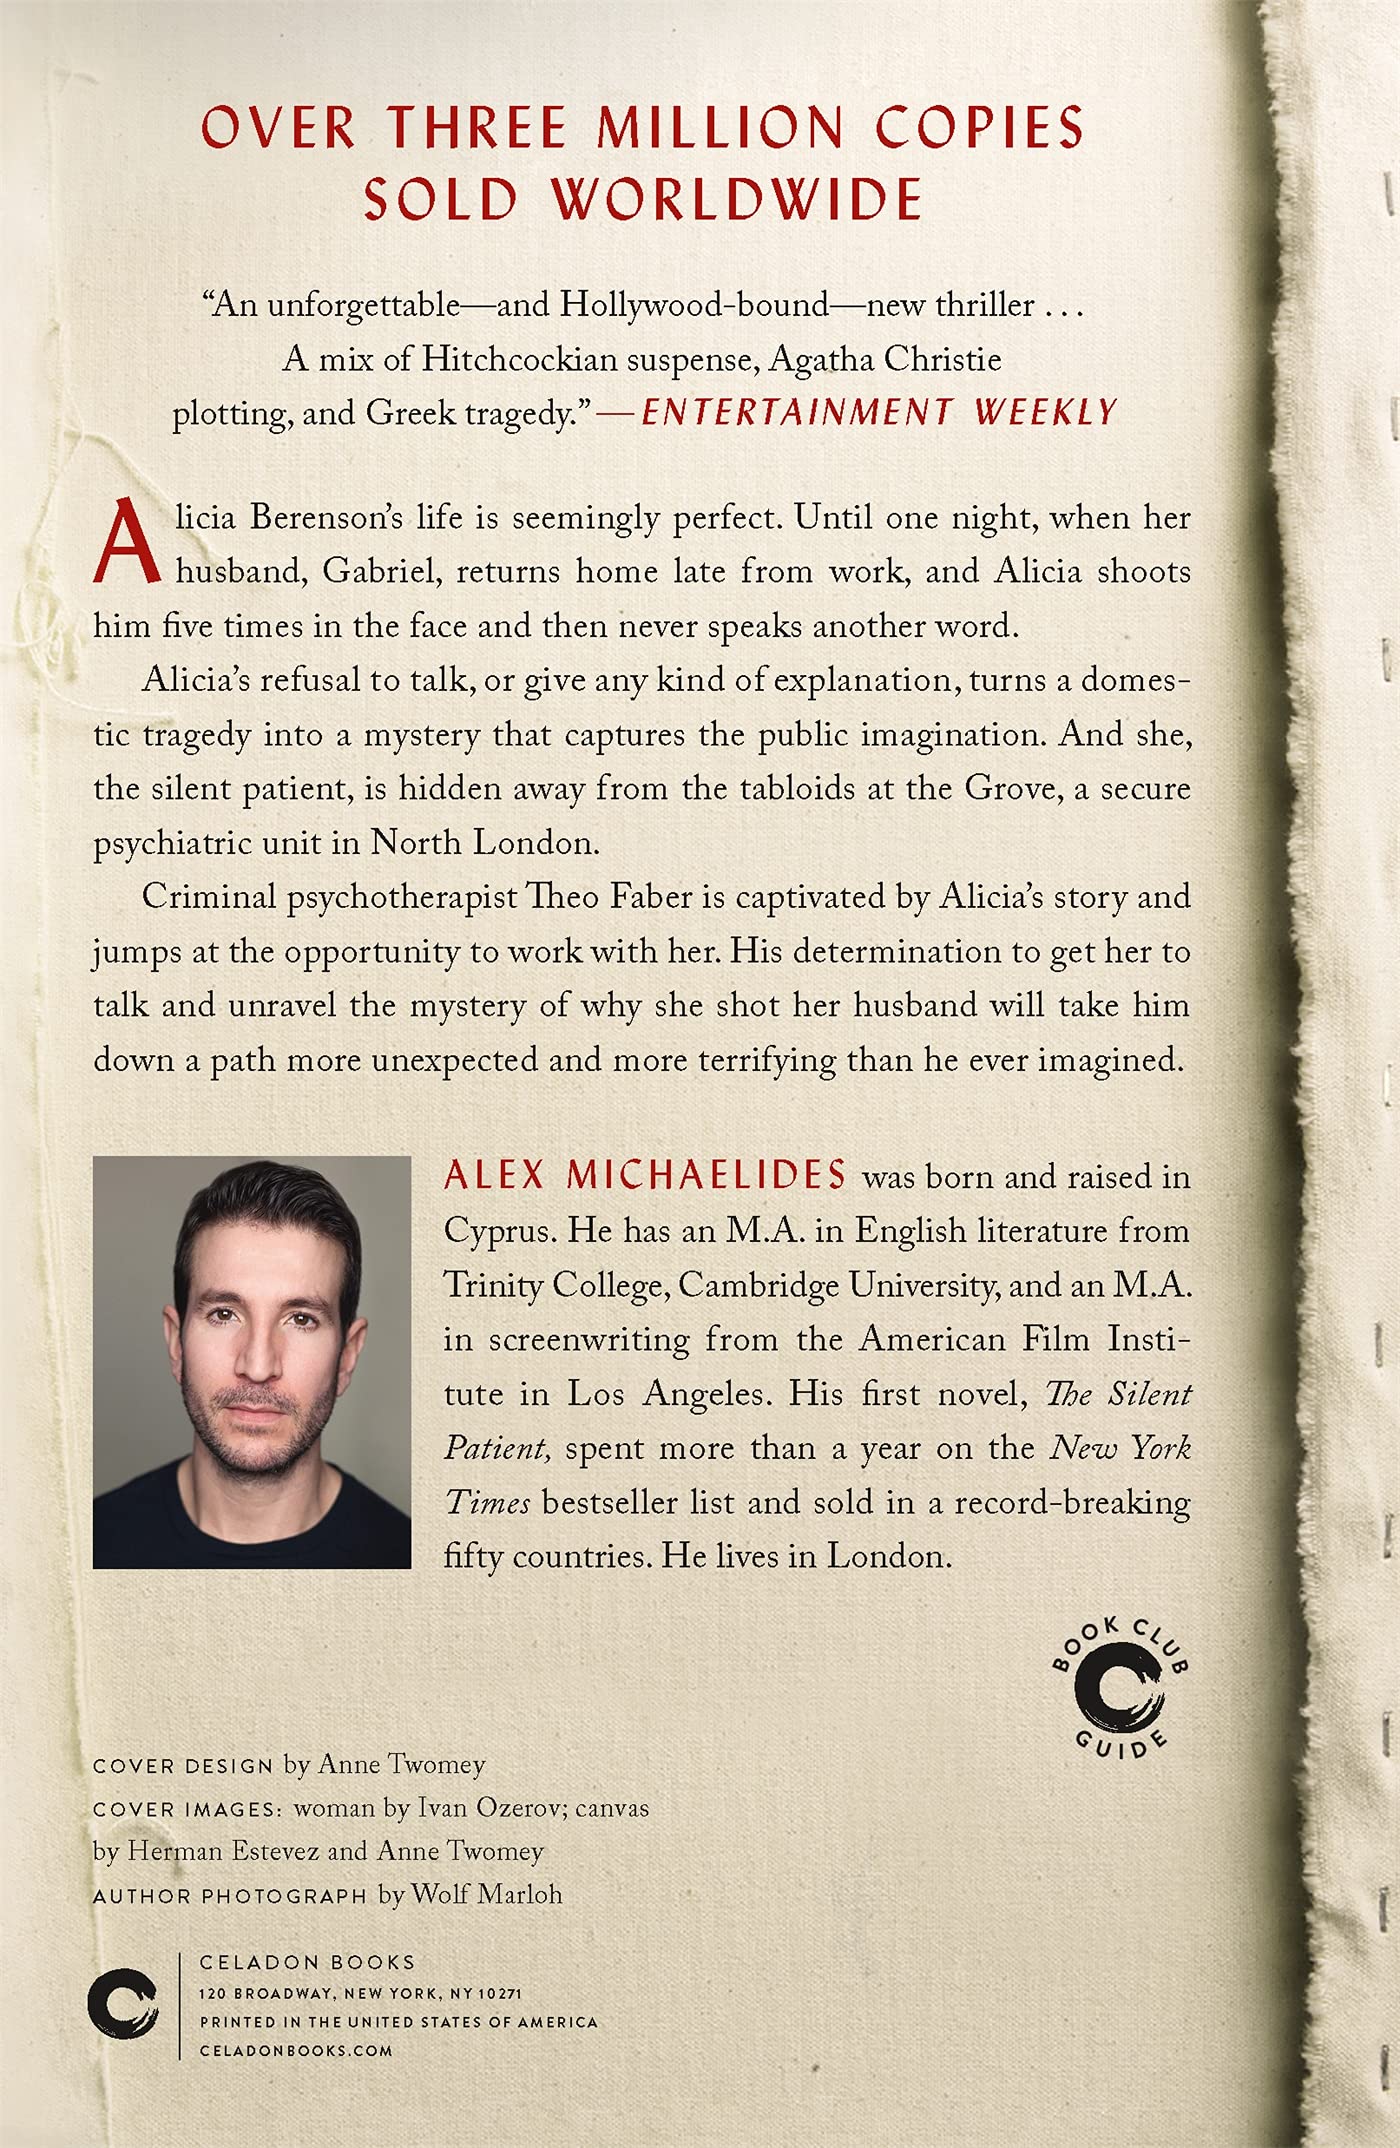 OVER THREE MILLION COPIES
SOLD WORLDWIDE
“An unforgettable—and Hollywood-bound—new thriller . . .
A mix of Hitchcockian suspense, Agatha Christie
plotting, and Greek tragedy.”—ENTERTAINMENT WEEKLY
Alicia Berenson’s life is seemingly perfect. Until one night, when her
husband, Gabriel, returns home late from work, and Alicia shoots
him five times in the face and then never speaks another word.
Alicia’s refusal to talk, or give any kind of explanation, turns a domes-
tic tragedy into a mystery that captures the public imagination. And she,
the silent patient, is hidden away from the tabloids at the Grove, a secure
psychiatric unit in North London.
Criminal psychotherapist Theo Faber is captivated by Alicia’s story and
jumps at the opportunity to work with her. His determination to get her to
talk and unravel the mystery of why she shot her husband will take him
down a path more unexpected and more terrifying than he ever imagined.
ALEX MICHAELIDES was born and raised in
Cyprus. He has an M.A. in English literature from
Trinity College, Cambridge University, and an M.A.
in screenwriting from the American Film Insti-
tute in Los Angeles. His first novel, The Silent
Patient, spent more than a year on the New York
Times bestseller list and sold in a record-breaking
fifty countries. He lives in London.
BOOK CLUB
GUIDE
COVER DESIGN by Anne Twomey
COVER IMAGES: woman by Ivan Ozerov; canvas
by Herman Estevez and Anne Twomey
AUTHOR PHOTOGRAPH by Wolf Marloh
CELADON BOOKS
120 BROADWAY, NEW YORK, NY 10271
PRINTED IN THE UNITED STATES OF AMERICA
CELADONBOOKS.COM